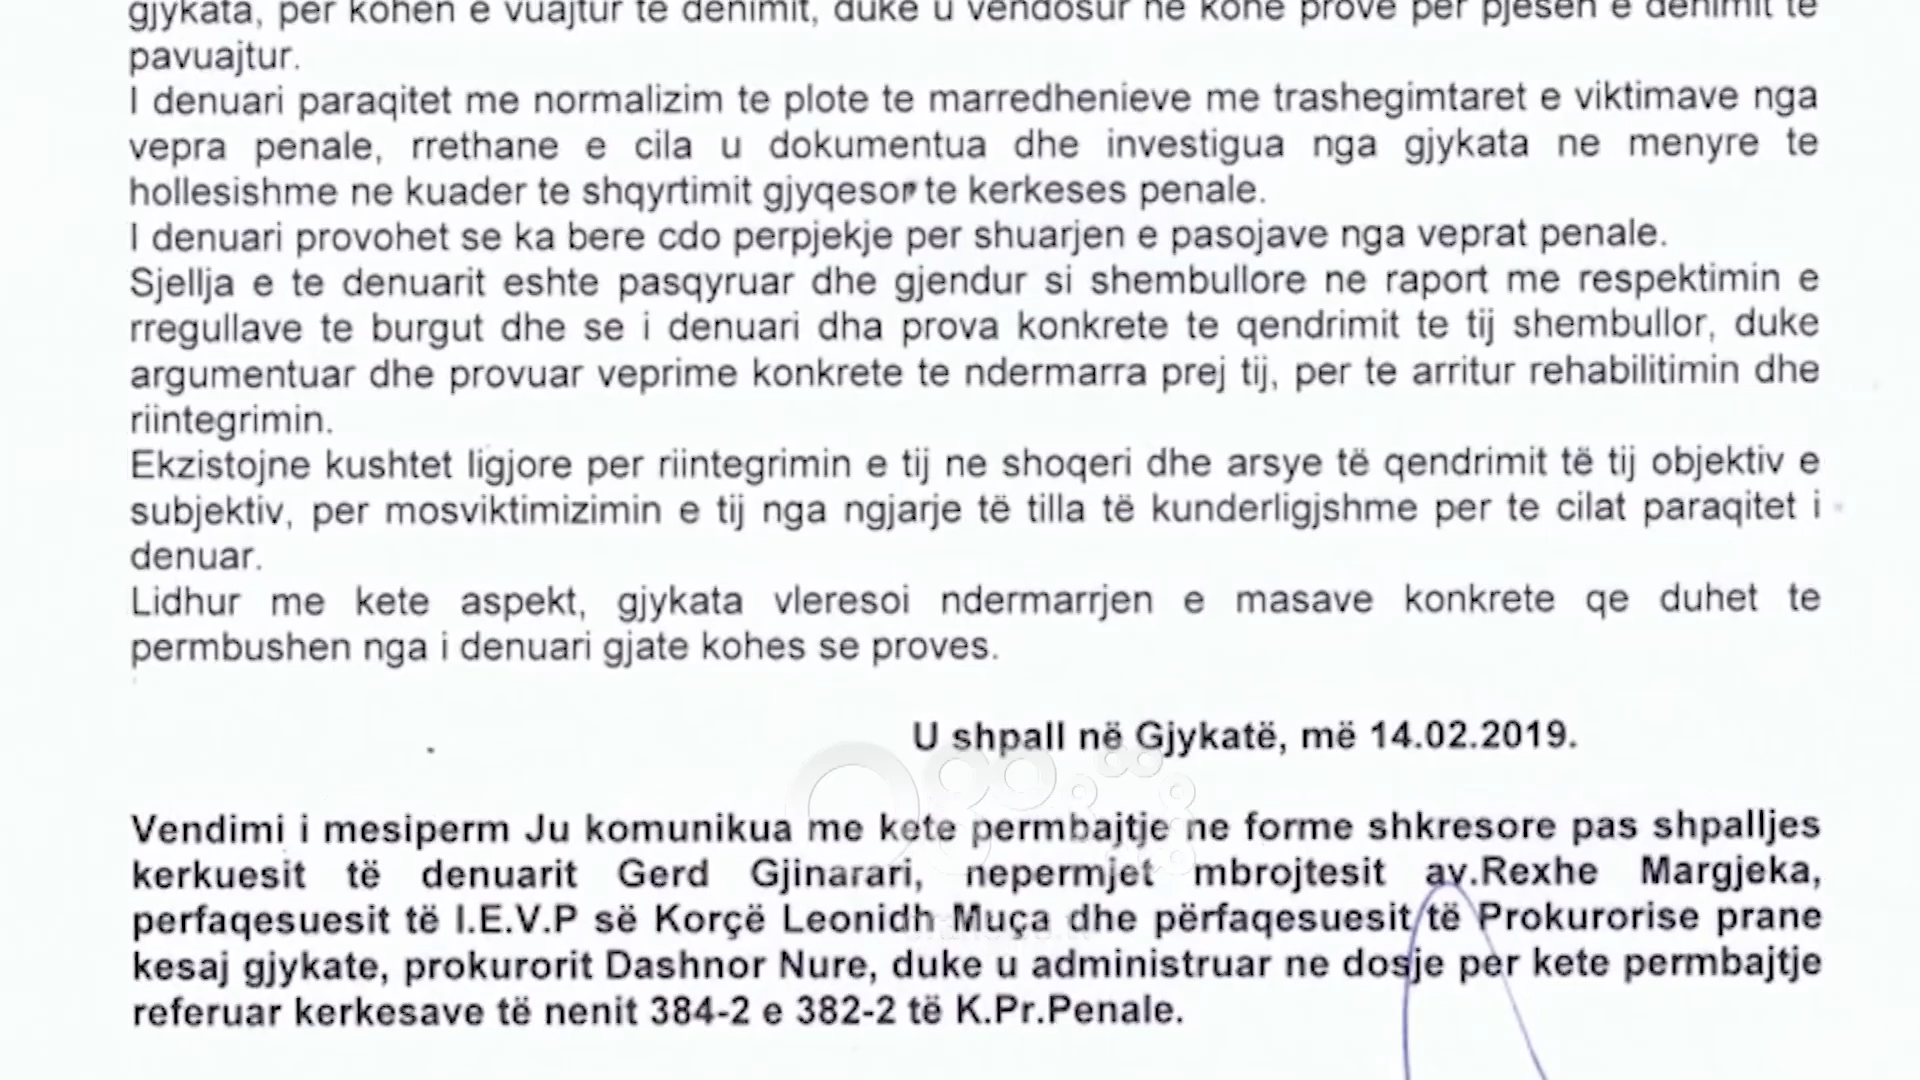 gjykata, per kohen e vuajtur te denimit, duke u vendosur ne kohe prove per pjesen e denimit te
pavuajtur.
I denuari paraqitet me normalizim te plote te marredhenieve me trashegimtaret e viktimave nga
vepra penale, rrethane e cila u dokumentua dhe investigua nga gjykata ne menyre te
hollesishme ne kuader te shqyrtimit gjyqesor te kerkeses penale.
I denuari provohet se ka bere cdo perpjekje per shuarjen e pasojave nga veprat penale.
Sjellja e te denuarit eshte pasqyruar dhe gjendur si shembullore ne raport me respektimin e
rregullave te burgut dhe se i denuari dha prova konkrete te qendrimit te tij shembullor, duke
argumentuar dhe provuar veprime konkrete te ndermarra prej tij, per te arritur rehabilitimin dhe
riintegrimin.
Ekzistojne kushtet ligjore per riintegrimin e tij ne shoqeri dhe arsye të qendrimit të tij objektiv e
subjektiv, per mosviktimizimin e tij nga ngjarje të tilla të kunderligjshme per te cilat paraqitet i
denuar.
Lidhur me kete aspekt, gjykata vleresoi ndermarrjen e masave konkrete qe duhet te
permbushen nga i denuari gjate kohes se proves.
U shpall në Gjykatë, më 14.02.2019.
Vendimi i mesiperm Ju komunikua me kete permbajtje ne forme shkresore pas shpalljes
kerkuesit të denuarit Gerd Gjinarari, nepermjet mbrojtesit av.Rexhe Margjeka,
perfaqesuesit të I.E.V.P së Korçë Leonidh Muça dhe përfaqesuesit të Prokurorise prane
kesaj gjykate, prokurorit Dashnor Nure, duke u administruar ne dosje per kete permbajtje
referuar kerkesave të nenit 384-2 e 382-2 të K.Pr.Penale.